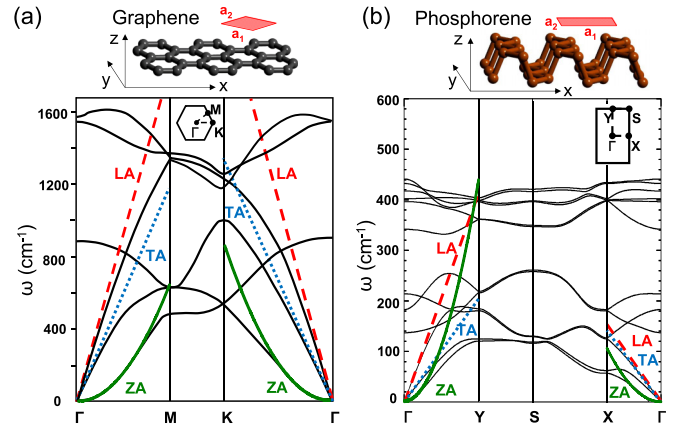 (a) Graphene
a₂
a₁
z
y
x
1600
1200
800
400
0
ω (cm⁻¹)
M
Γ
K
LA
TA
ZA
TA
LA
ZA
Γ
M
K
Γ
(b) Phosphorene
a₂
a₁
z
y
x
600
500
400
300
200
100
0
ω (cm⁻¹)
Y
S
Γ
X
LA
TA
ZA
LA
TA
ZA
Γ
Y
S
X
Γ